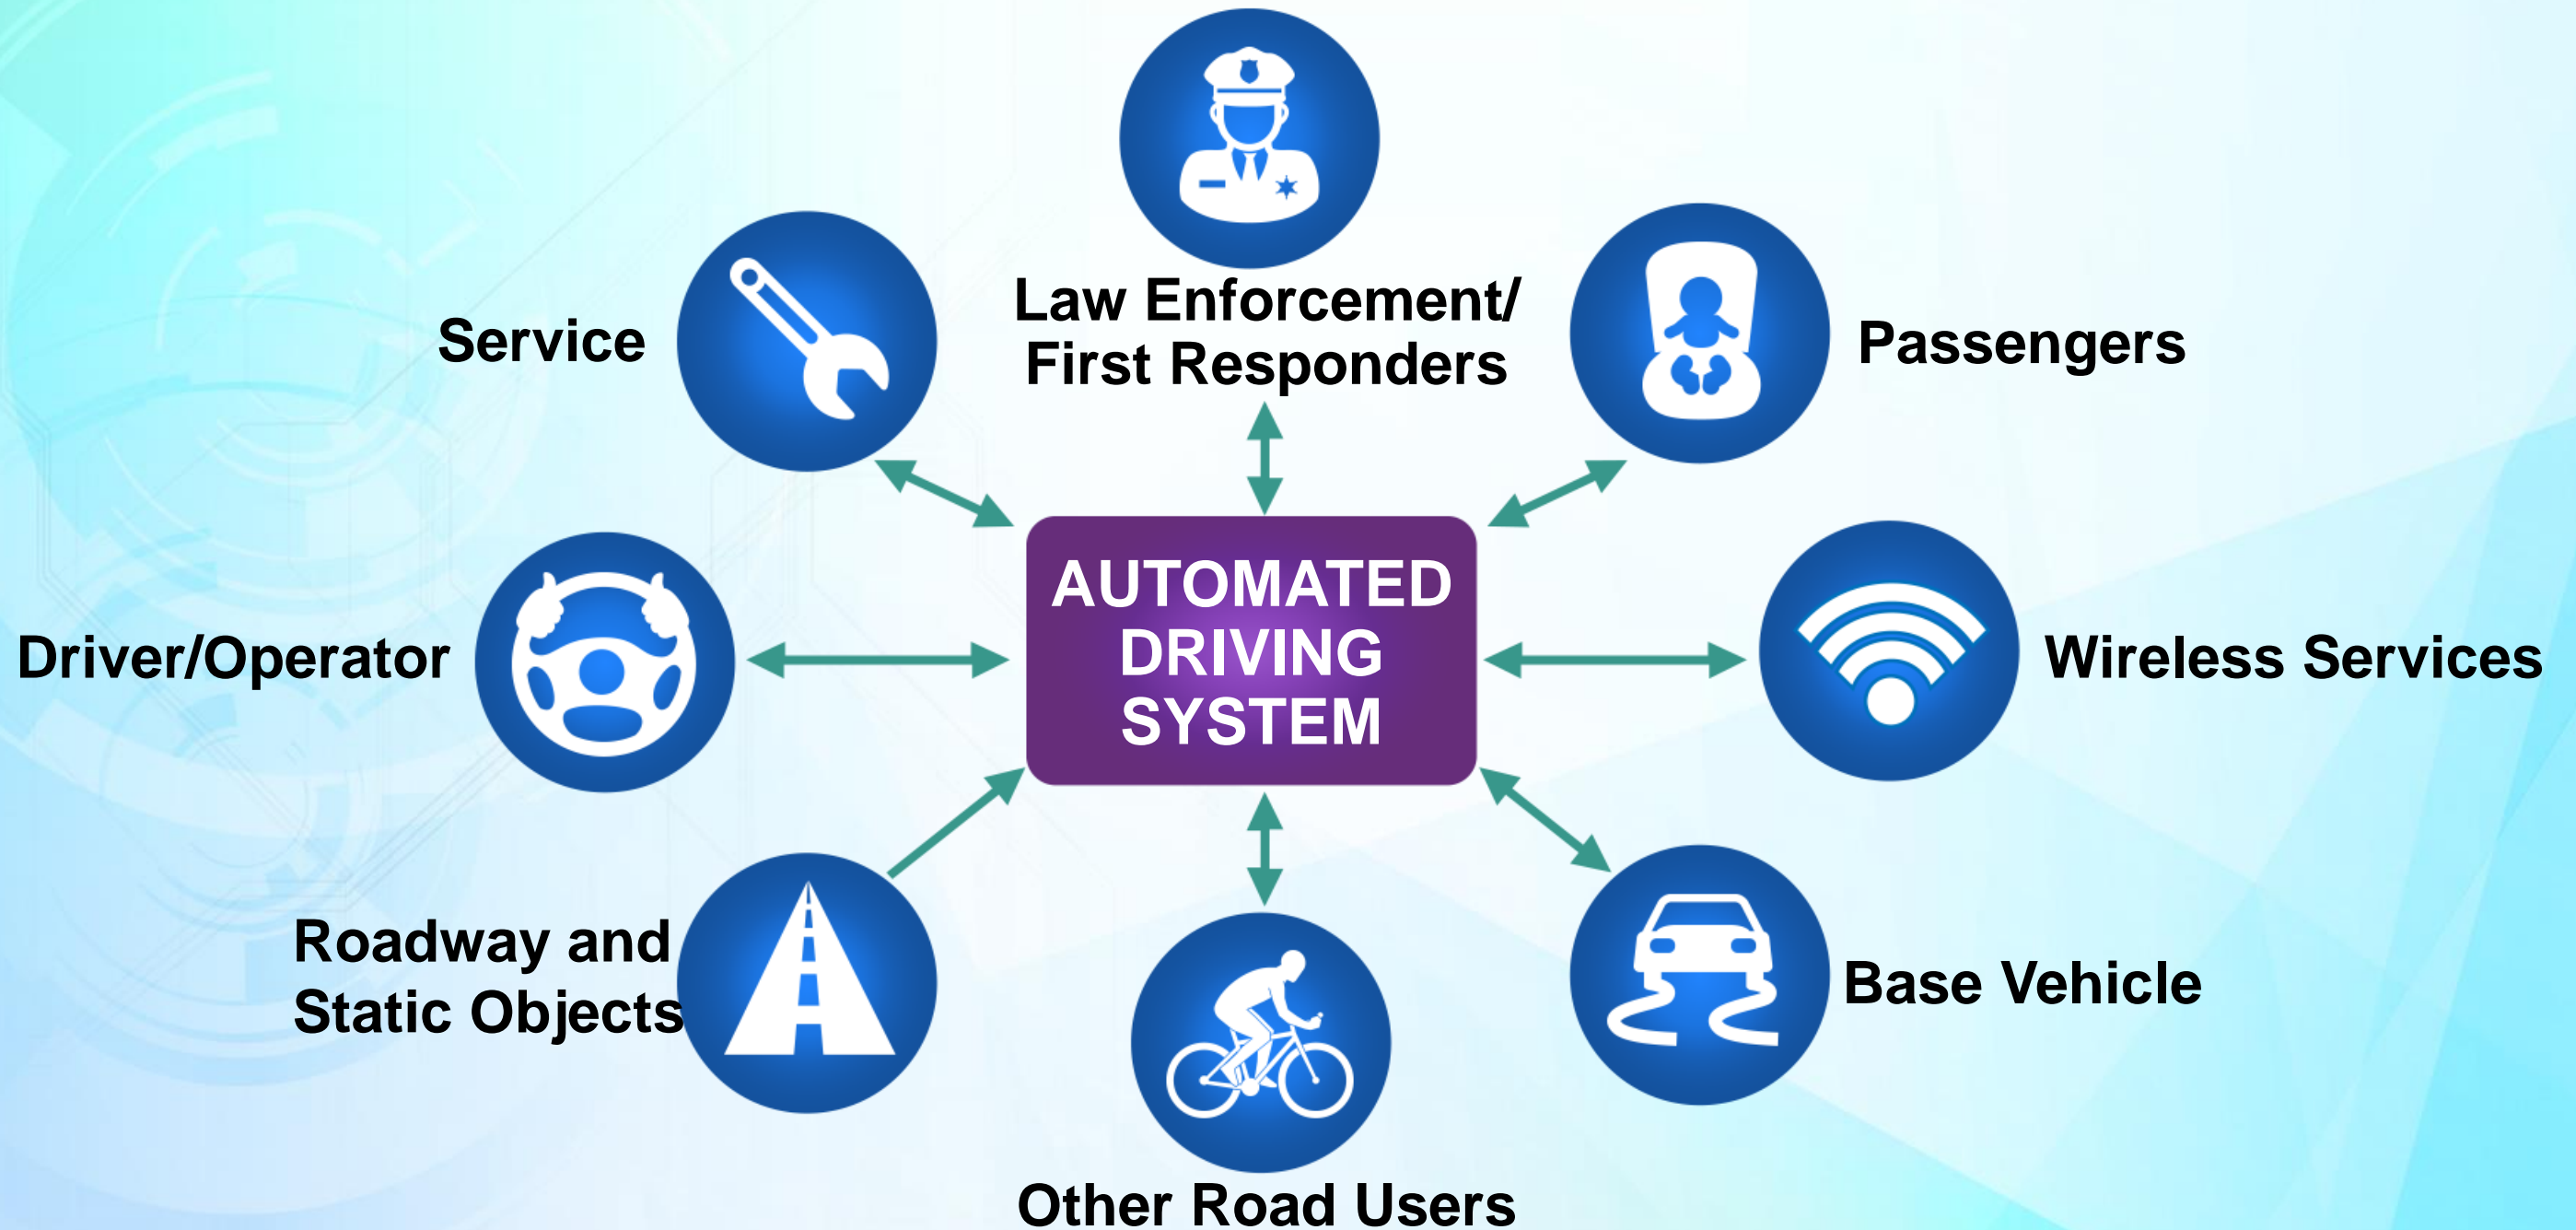 Law Enforcement/
First Responders
Service
Passengers
AUTOMATED
DRIVING
SYSTEM
Driver/Operator
Wireless Services
Roadway and
Static Objects
Base Vehicle
Other Road Users